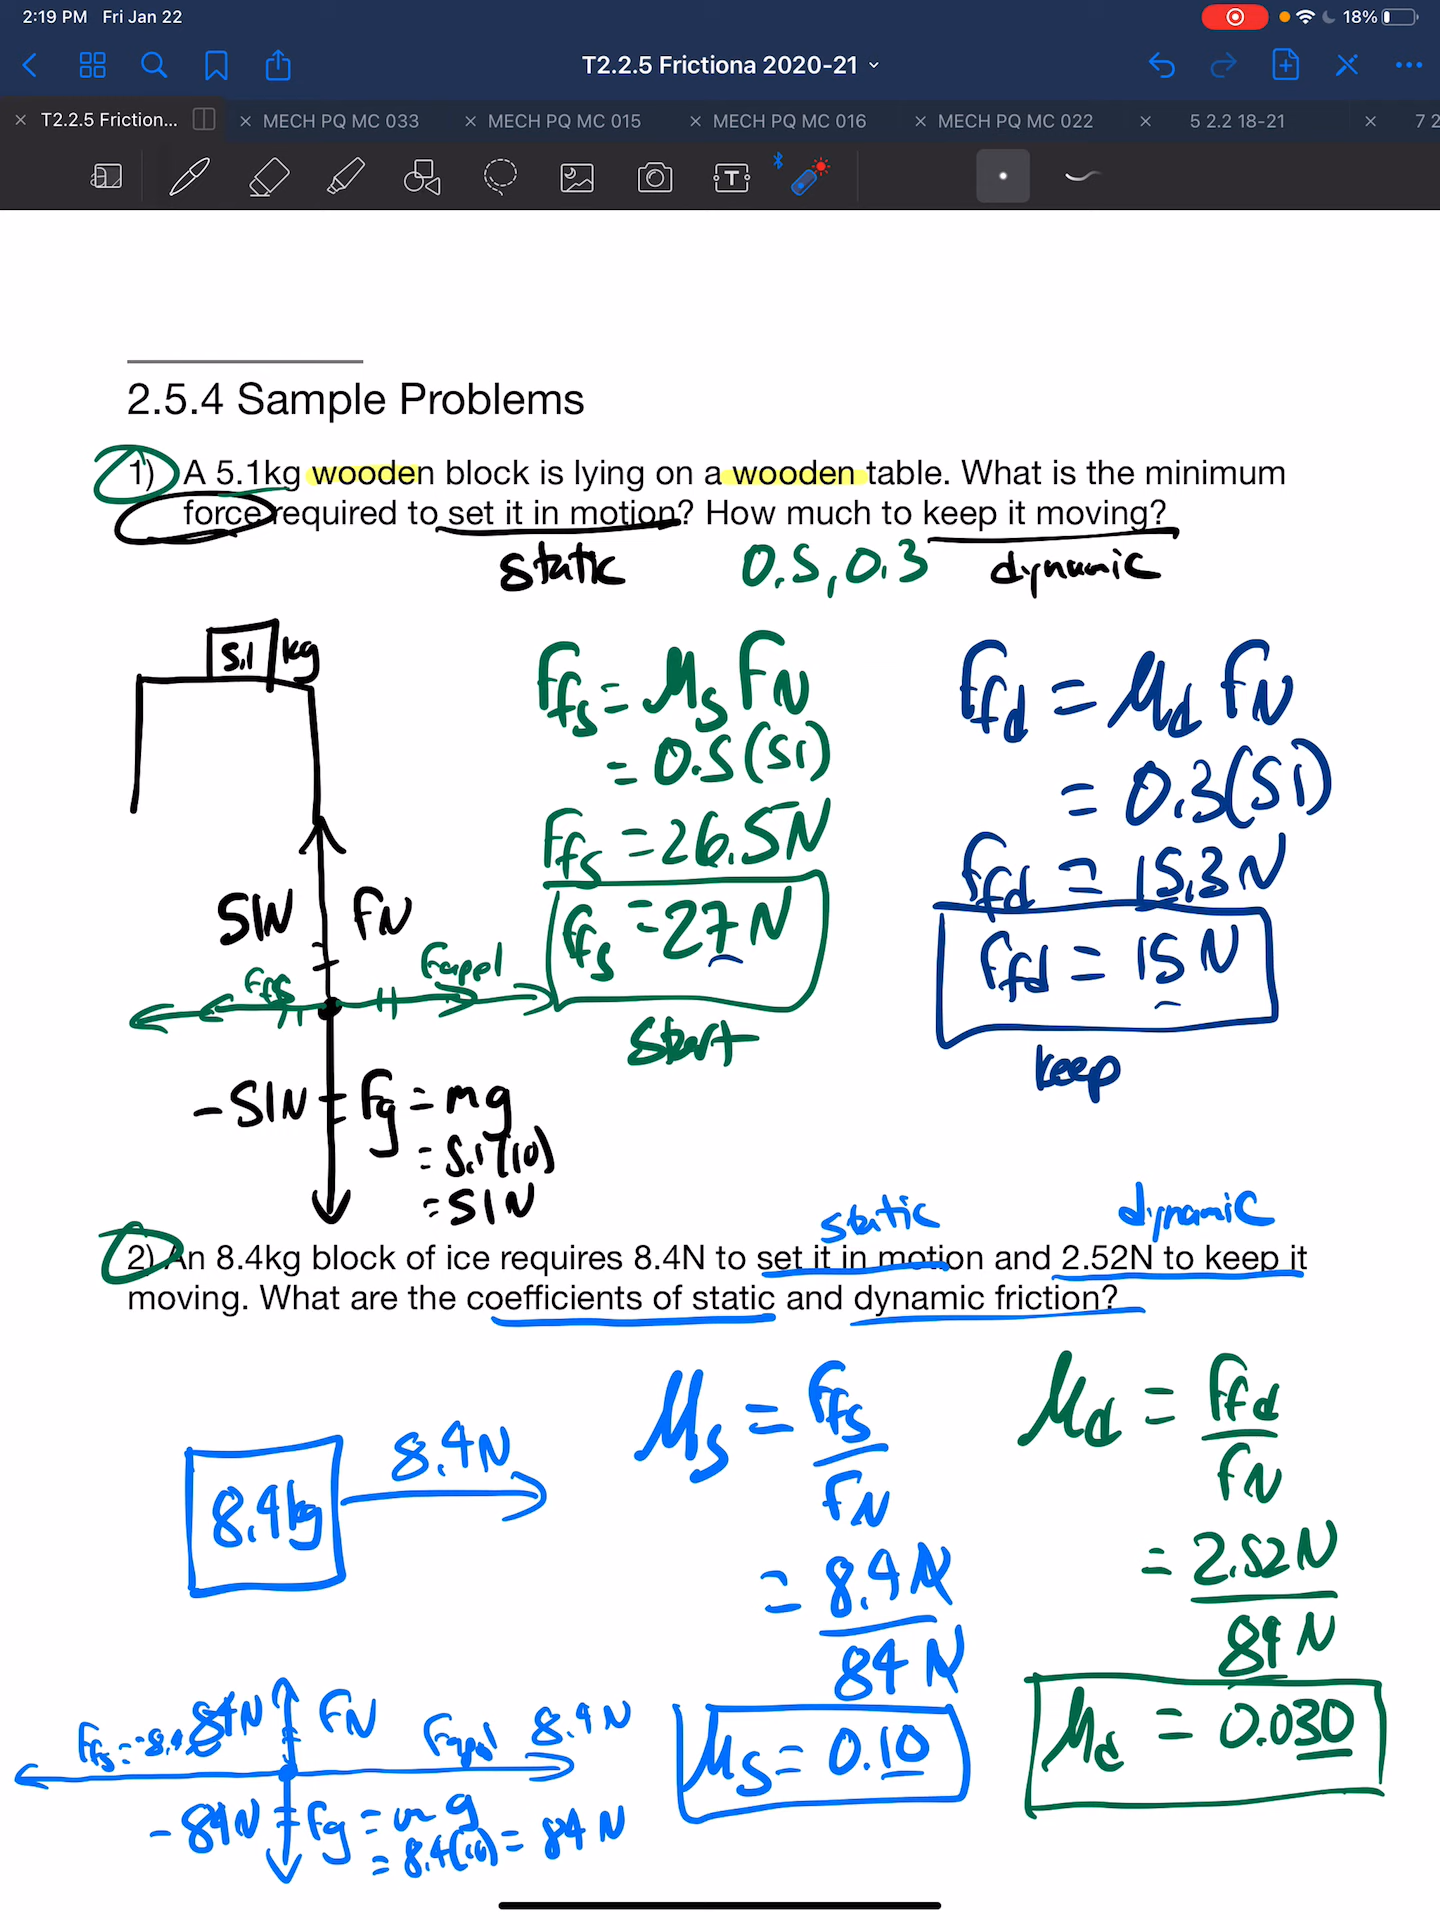 2:19 PM Fri Jan 22
18%
T2.2.5 Frictiona 2020-21
T2.2.5 Friction...
MECH PQ MC 033
MECH PQ MC 015
MECH PQ MC 016
MECH PQ MC 022
5 2.2 18-21
7 2
T
2.5.4 Sample Problems
1) A 5.1kg wooden block is lying on a wooden table. What is the minimum
force required to set it in motion? How much to keep it moving?
static
0.5, 0.3
dynamic
5.1 kg
Ffs = μs FN
= 0.5(51)
Ffs = 26.5N
Ffs = 27 N
start
Ffd = μd FN
= 0.3(51)
Ffd = 15.3N
Ffd = 15 N
keep
51N FN
Ffs
Fappl
-51N Fg = mg
= 5.1(10)
= 51N
static
dynamic
2) An 8.4kg block of ice requires 8.4N to set it in motion and 2.52N to keep it
moving. What are the coefficients of static and dynamic friction?
8.4kg
8.4N
μs = Ffs
FN
= 8.4N
84 N
μs = 0.10
μd = Ffd
FN
= 2.52N
84 N
μd = 0.030
Ffs = -8.4
84N FN
Fappl 8.4N
-84N Fg = mg
= 8.4(10) = 84 N